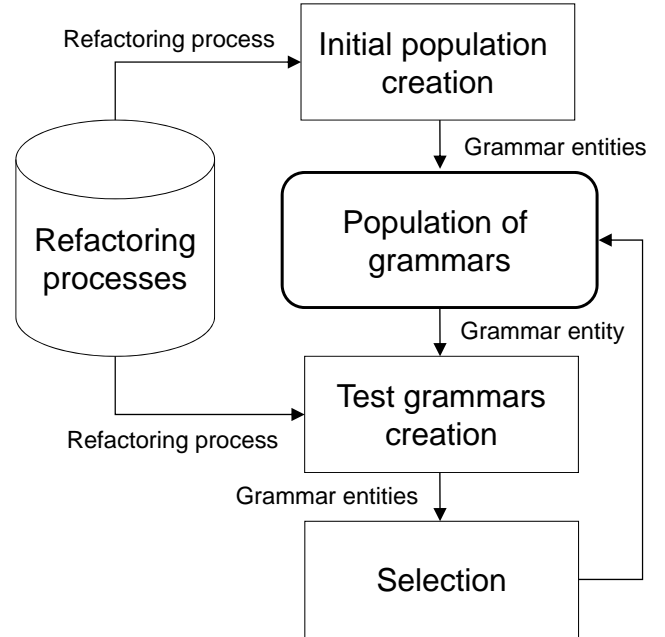 Refactoring process
Initial population
creation
Grammar entities
Population of
grammars
Refactoring
processes
Grammar entity
Test grammars
creation
Refactoring process
Grammar entities
Selection